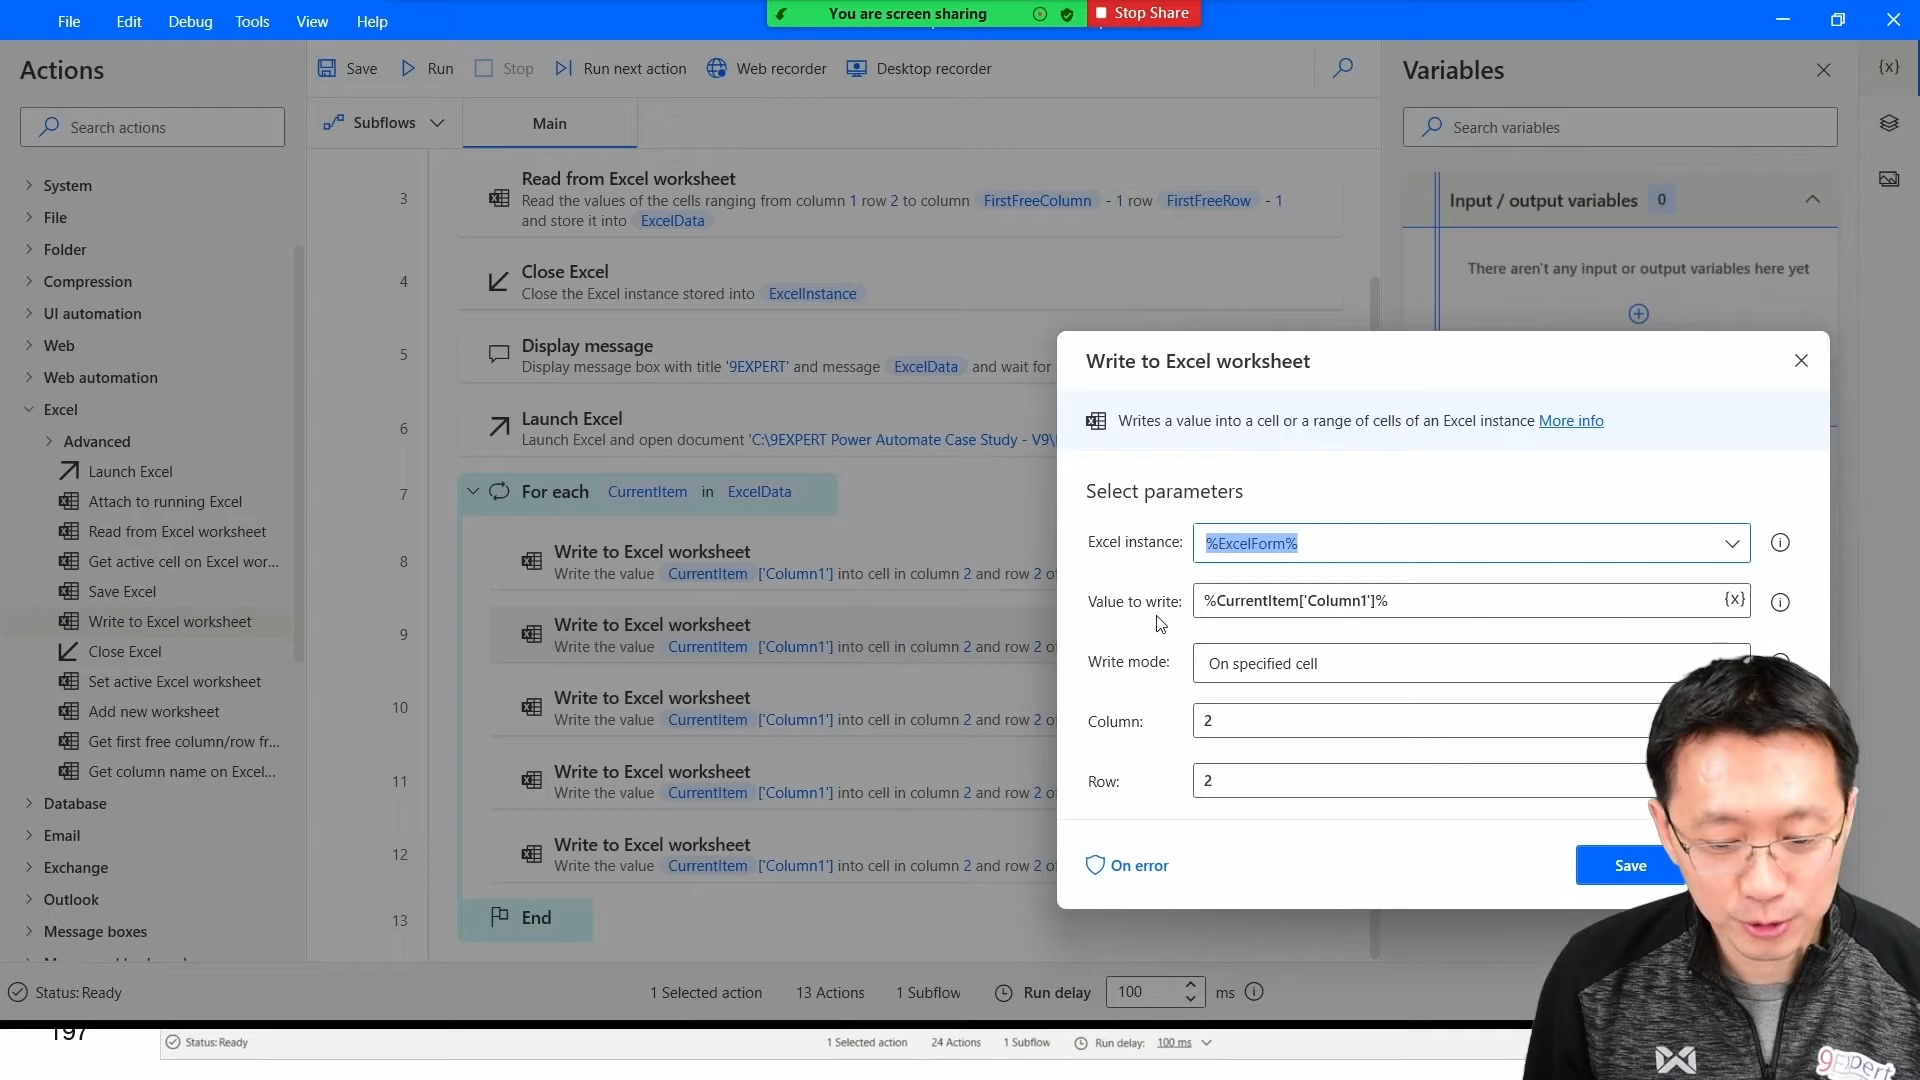 File Edit Debug Tools View Help
You are screen sharing
Stop Share
Actions
Save Run Stop Run next action Web recorder Desktop recorder
Variables
{x}
Search actions
Subflows Main
Search variables
System
File
Folder
Compression
UI automation
Web
Web automation
Excel
Advanced
Launch Excel
Attach to running Excel
Read from Excel worksheet
Get active cell on Excel wor...
Save Excel
Write to Excel worksheet
Close Excel
Set active Excel worksheet
Add new worksheet
Get first free column/row fr...
Get column name on Excel...
Database
Email
Exchange
Outlook
Message boxes
3 Read from Excel worksheet
Read the values of the cells ranging from column 1 row 2 to column FirstFreeColumn - 1 row FirstFreeRow - 1
and store it into ExcelData
4 Close Excel
Close the Excel instance stored into ExcelInstance
5 Display message
Display message box with title '9EXPERT' and message ExcelData and wait for
6 Launch Excel
Launch Excel and open document 'C:\9EXPERT Power Automate Case Study - V9\
7 For each CurrentItem in ExcelData
8 Write to Excel worksheet
Write the value CurrentItem ['Column1'] into cell in column 2 and row 2 o
9 Write to Excel worksheet
Write the value CurrentItem ['Column1'] into cell in column 2 and row 2 o
10 Write to Excel worksheet
Write the value CurrentItem ['Column1'] into cell in column 2 and row 2 o
11 Write to Excel worksheet
Write the value CurrentItem ['Column1'] into cell in column 2 and row 2 o
12 Write to Excel worksheet
Write the value CurrentItem ['Column1'] into cell in column 2 and row 2 o
13 End
Input / output variables 0
There aren't any input or output variables here yet
Write to Excel worksheet
Writes a value into a cell or a range of cells of an Excel instance More info
Select parameters
Excel instance: %ExcelForm%
Value to write: %CurrentItem['Column1']% {x}
Write mode: On specified cell
Column: 2
Row: 2
On error Save
Status: Ready 1 Selected action 13 Actions 1 Subflow Run delay 100 ms
197
Status: Ready 1 Selected action 24 Actions 1 Subflow Run delay: 100 ms
9Expert